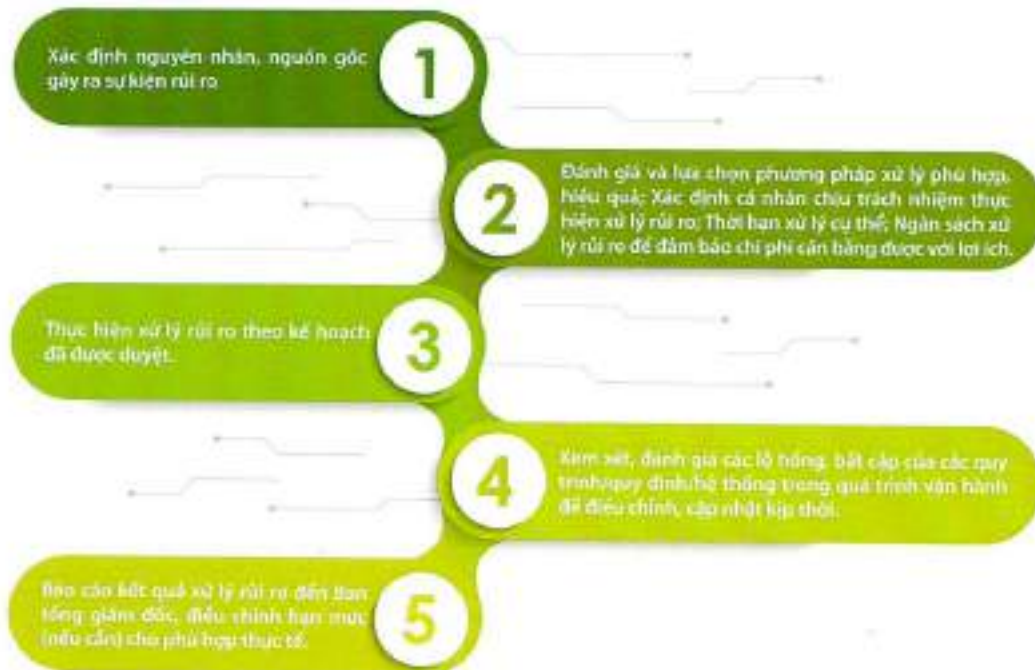 Xác định nguyên nhân, nguồn gốc
gây ra sự kiện rủi ro
1
Đánh giá và lựa chọn phương pháp xử lý phù hợp,
hiệu quả; Xác định cá nhân chịu trách nhiệm thực
hiện xử lý rủi ro; Thời hạn xử lý cụ thể; Ngân sách xử
lý rủi ro để đảm bảo chi phí cân bằng được với lợi ích.
2
Thực hiện xử lý rủi ro theo kế hoạch
đã được duyệt.
3
Xem xét, đánh giá các lỗ hổng, bất cập của các quy
trình/quy định/hệ thống trong quá trình vận hành
để điều chỉnh, cập nhật kịp thời.
4
Báo cáo kết quả xử lý rủi ro đến Ban
tổng giám đốc, điều chỉnh hạn mức
(nếu cần) cho phù hợp thực tế.
5